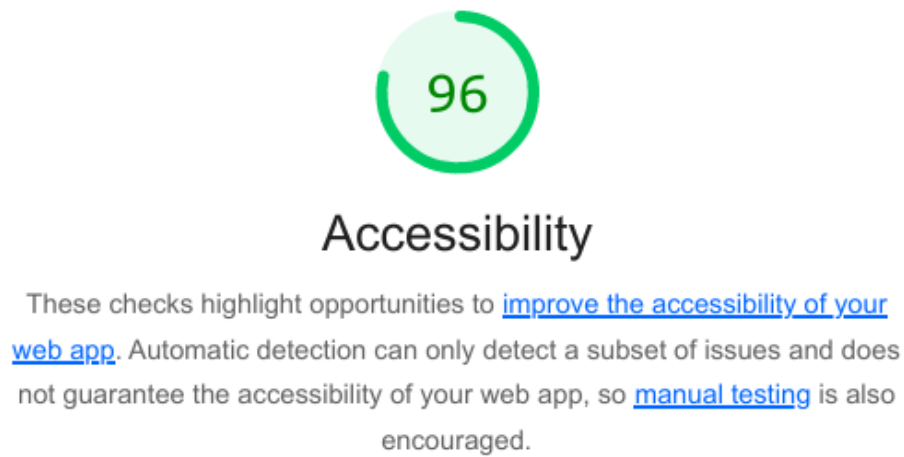 96
Accessibility
These checks highlight opportunities to improve the accessibility of your
web app. Automatic detection can only detect a subset of issues and does
not guarantee the accessibility of your web app, so manual testing is also
encouraged.